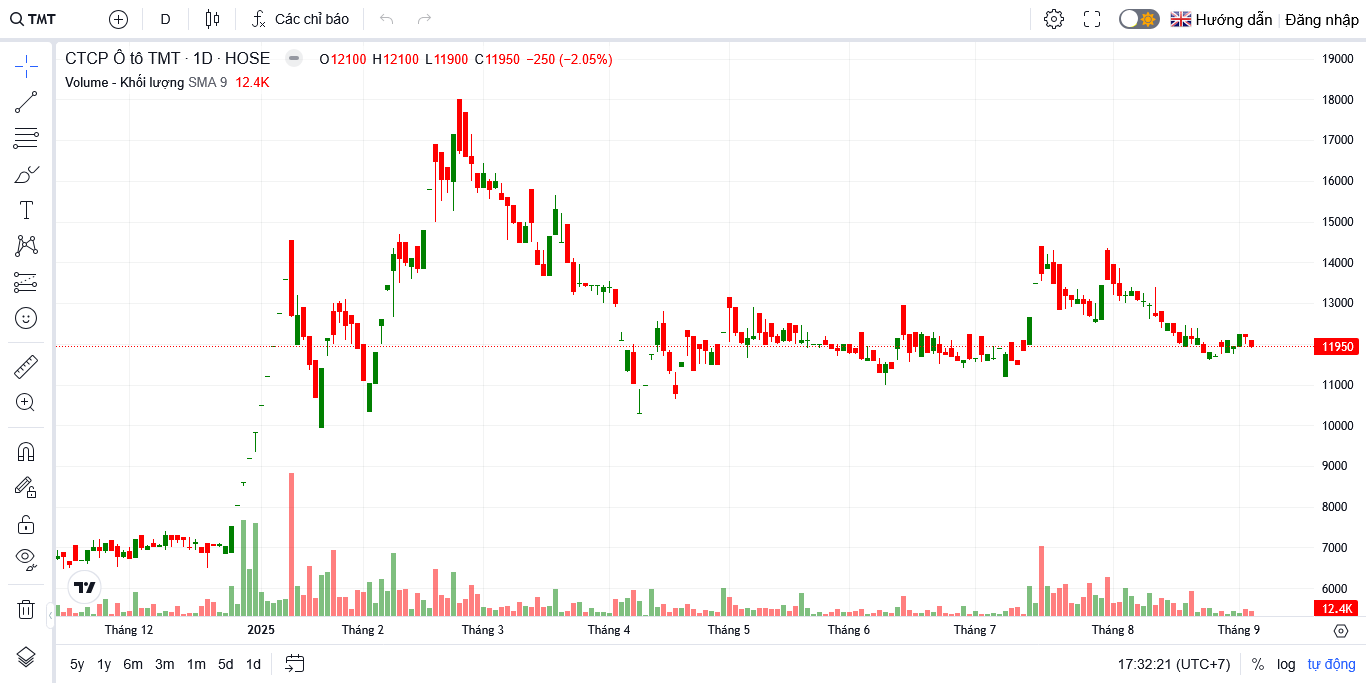 TMT D Các chỉ báo Hướng dẫn Đăng nhập
CTCP Ô tô TMT · 1D · HOSE O12100 H12100 L11900 C11950 −250 (−2.05%)
Volume - Khối lượng SMA 9 12.4K
19000
18000
17000
16000
15000
14000
13000
11950
11000
10000
9000
8000
7000
6000
12.4K
Tháng 12 2025 Tháng 2 Tháng 3 Tháng 4 Tháng 5 Tháng 6 Tháng 7 Tháng 8 Tháng 9
5y 1y 6m 3m 1m 5d 1d 17:32:21 (UTC+7) % log tự động